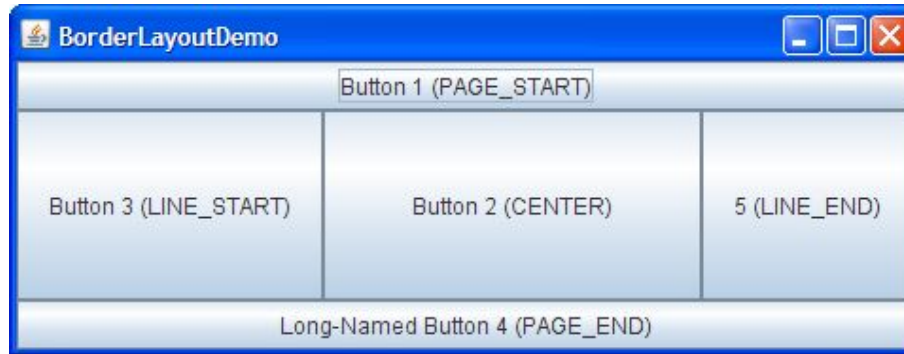 BorderLayoutDemo
Button 1 (PAGE_START)
Button 3 (LINE_START) Button 2 (CENTER) 5 (LINE_END)
Long-Named Button 4 (PAGE_END)